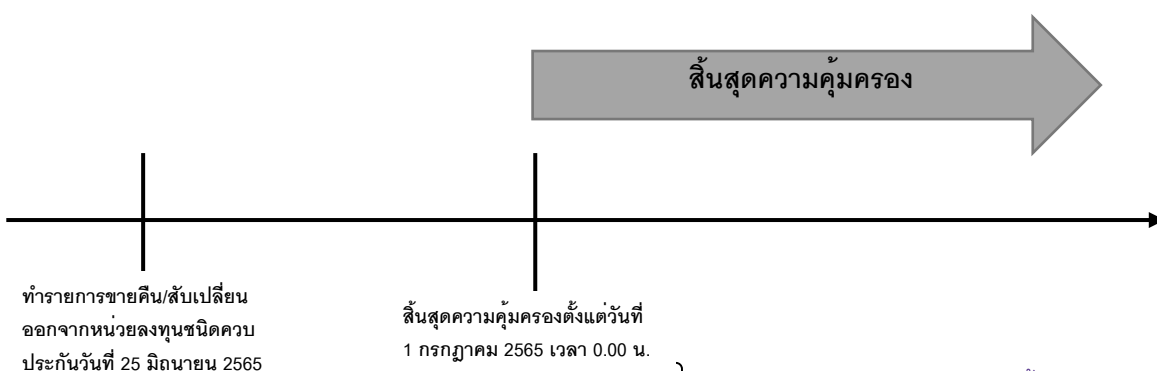 สิ้นสุดความคุ้มครอง
ทำรายการขายคืน/สับเปลี่ยน
ออกจากหน่วยลงทุนชนิดควบ
ประกันวันที่ 25 มิถุนายน 2565
สิ้นสุดความคุ้มครองตั้งแต่วันที่
1 กรกฎาคม 2565 เวลา 0.00 น.